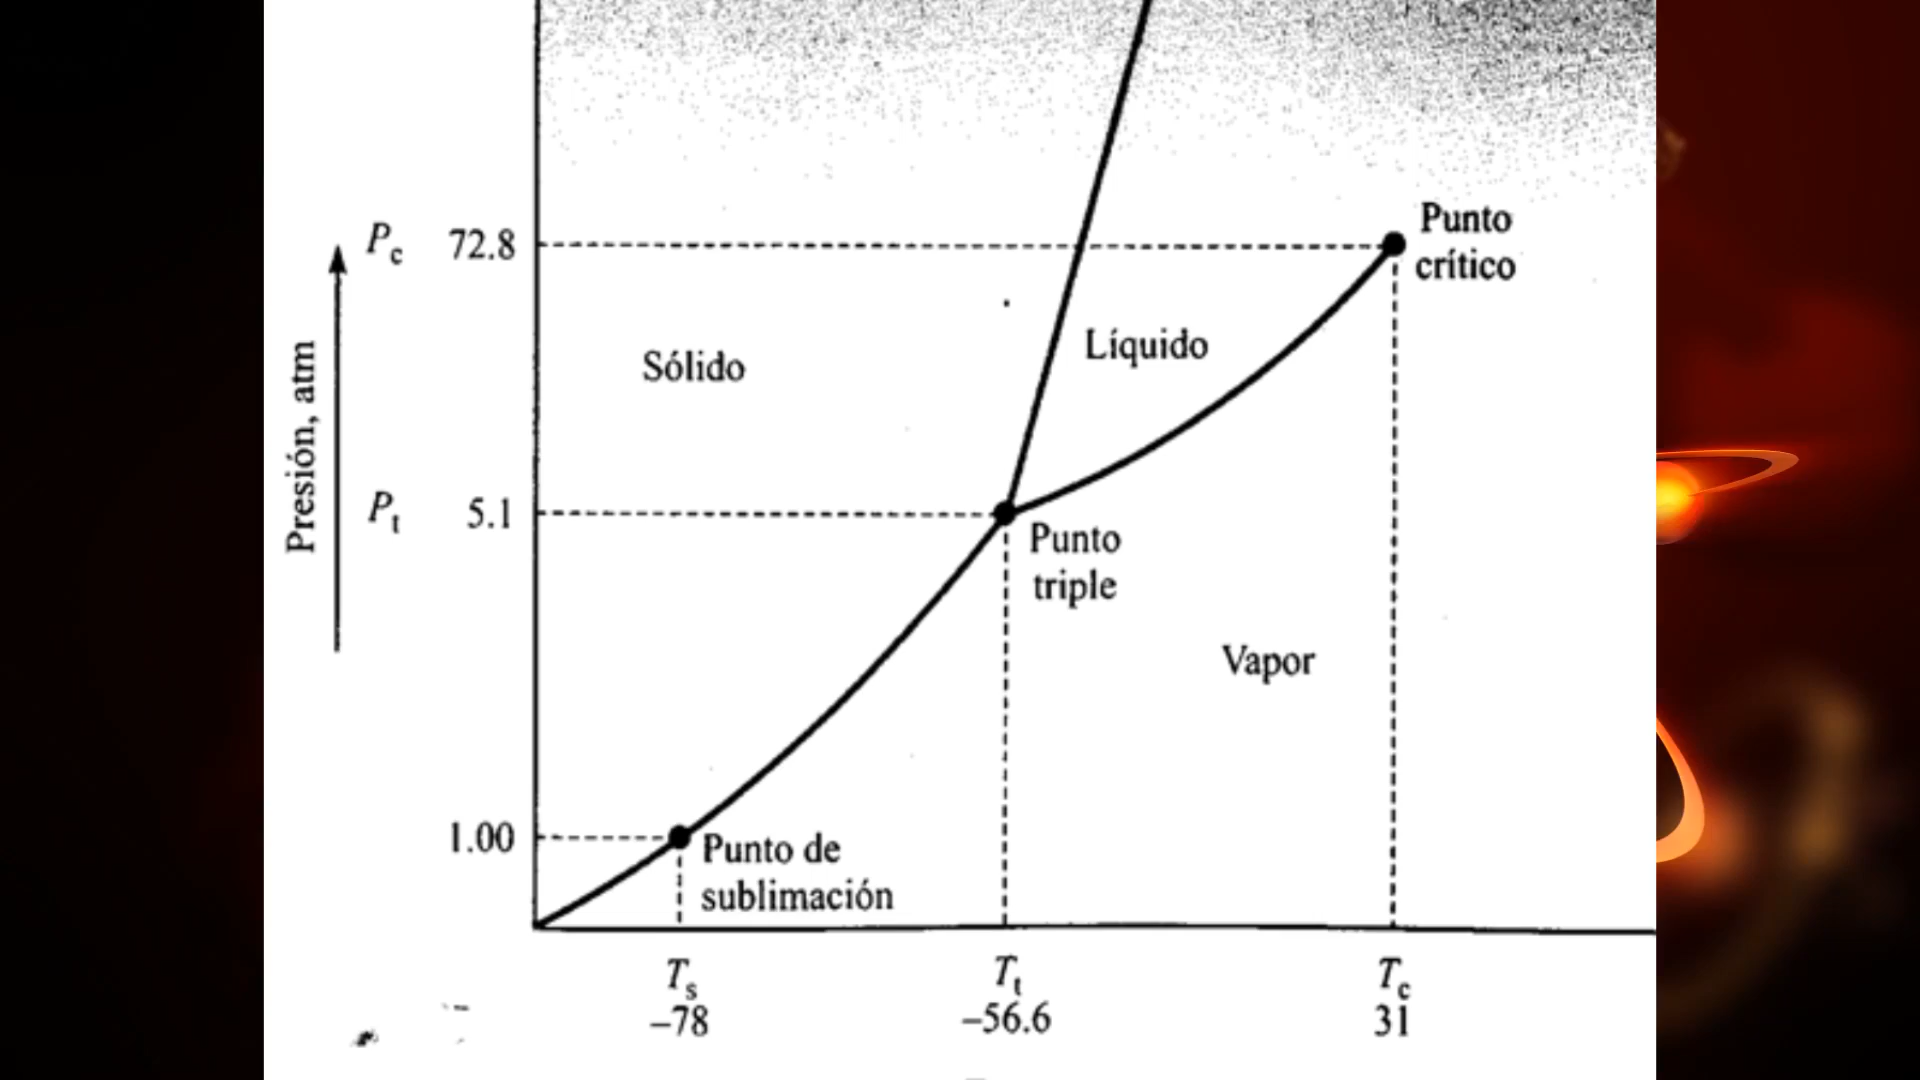 Punto
crítico
P_c 72.8
Sólido
Líquido
Presión, atm
P_t 5.1
Punto
triple
Vapor
1.00
Punto de
sublimación
T_s
–78
T_t
–56.6
T_c
31